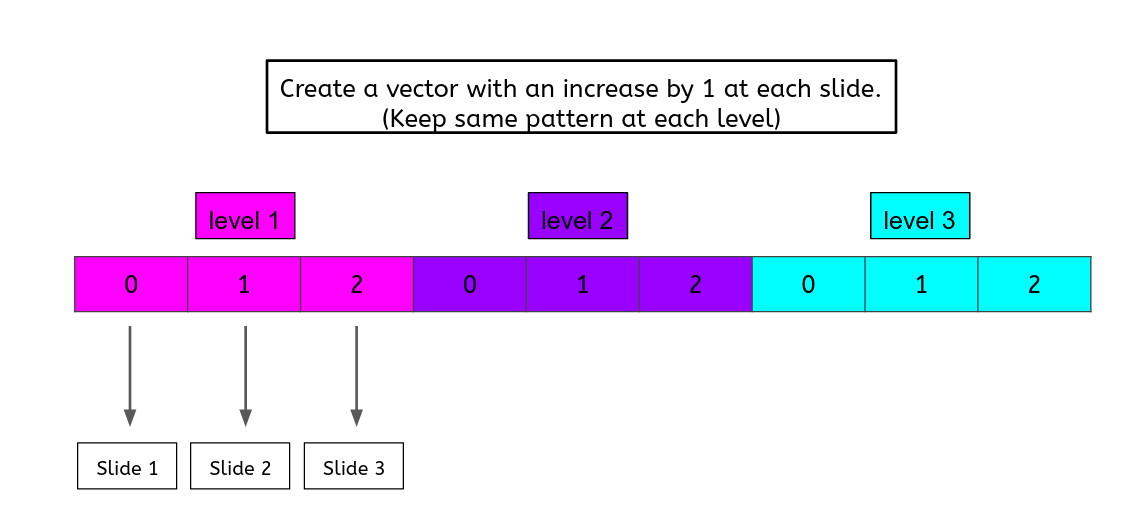 Create a vector with an increase by 1 at each slide.
(Keep same pattern at each level)
level 1
level 2
level 3
0 1 2 0 1 2 0 1 2
Slide 1
Slide 2
Slide 3